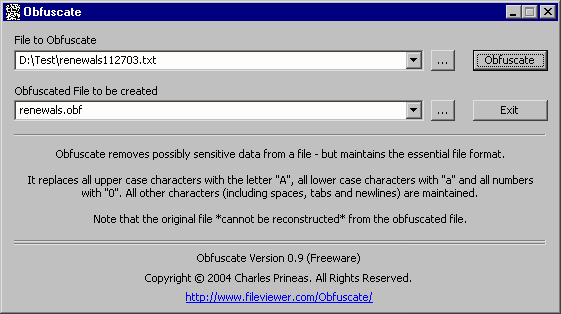 Obfuscate
File to Obfuscate
D:\Test\renewals112703.txt
...
Obfuscate
Obfuscated File to be created
renewals.obf
...
Exit
Obfuscate removes possibly sensitive data from a file - but maintains the essential file format.
It replaces all upper case characters with the letter "A", all lower case characters with "a" and all numbers
with "0". All other characters (including spaces, tabs and newlines) are maintained.
Note that the original file *cannot be reconstructed* from the obfuscated file.
Obfuscate Version 0.9 (Freeware)
Copyright © 2004 Charles Prineas. All Rights Reserved.
http://www.fileviewer.com/Obfuscate/